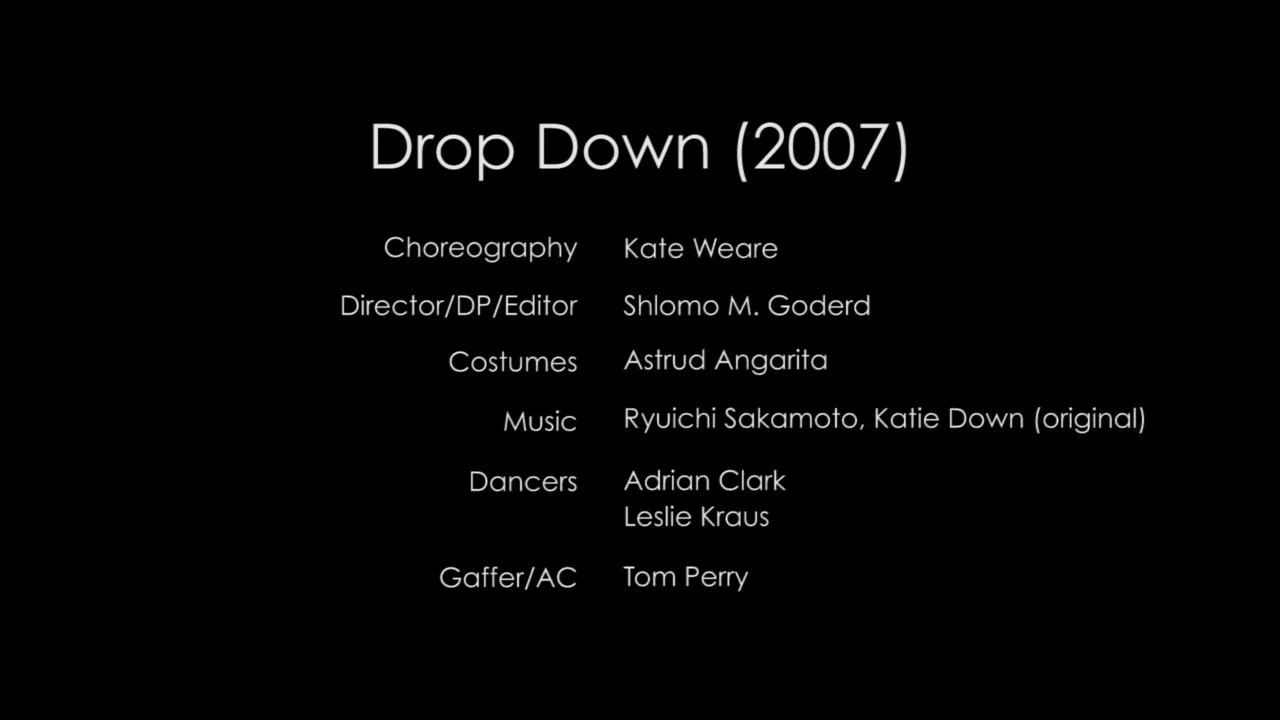 Drop Down (2007)
Choreography Kate Weare
Director/DP/Editor Shlomo M. Goderd
Costumes Astrud Angarita
Music Ryuichi Sakamoto, Katie Down (original)
Dancers Adrian Clark
Leslie Kraus
Gaffer/AC Tom Perry